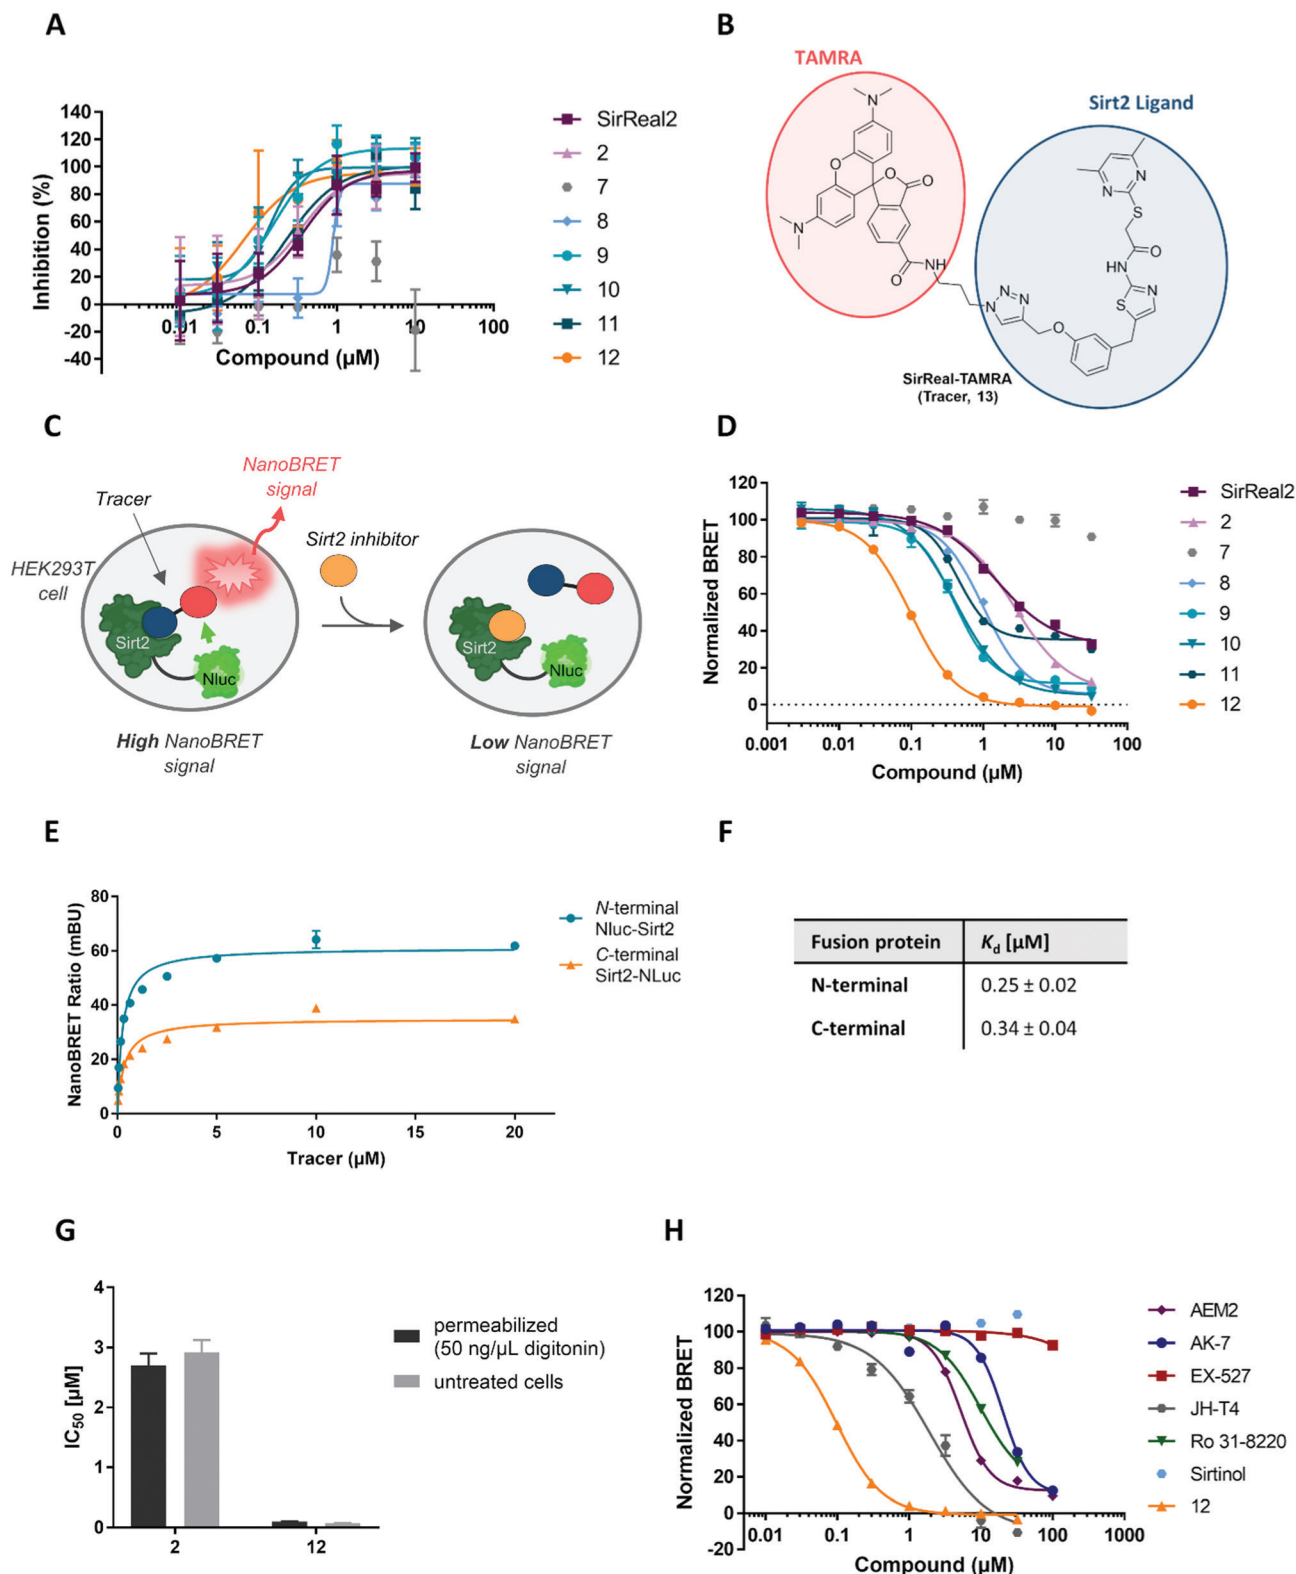 A
140
120
100
80
60
40
20
0
-20
-40
Inhibition (%)
0.01
0.1
1
10
100
Compound (µM)
SirReal2
2
7
8
9
10
11
12
B
TAMRA
Sirt2 Ligand
N
O
O
O
N
O
NH
N=N
N
O
N
N
S
O
HN
N
S
SirReal-TAMRA
(Tracer, 13)
C
NanoBRET
signal
Tracer
Sirt2 inhibitor
HEK293T
cell
Sirt2
Nluc
Sirt2
Nluc
High NanoBRET
signal
Low NanoBRET
signal
D
120
100
80
60
40
20
0
Normalized BRET
0.001
0.01
0.1
1
10
100
Compound (µM)
SirReal2
2
7
8
9
10
11
12
E
80
60
40
20
0
NanoBRET Ratio (mBU)
0
5
10
15
20
Tracer (µM)
N-terminal
Nluc-Sirt2
C-terminal
Sirt2-NLuc
F
Fusion protein Kd [µM]
N-terminal 0.25 ± 0.02
C-terminal 0.34 ± 0.04
G
4
3
2
1
0
IC50 [µM]
2
12
permeabilized
(50 ng/µL digitonin)
untreated cells
H
120
100
80
60
40
20
0
-20
Normalized BRET
0.01
0.1
1
10
100
1000
Compound (µM)
AEM2
AK-7
EX-527
JH-T4
Ro 31-8220
Sirtinol
12